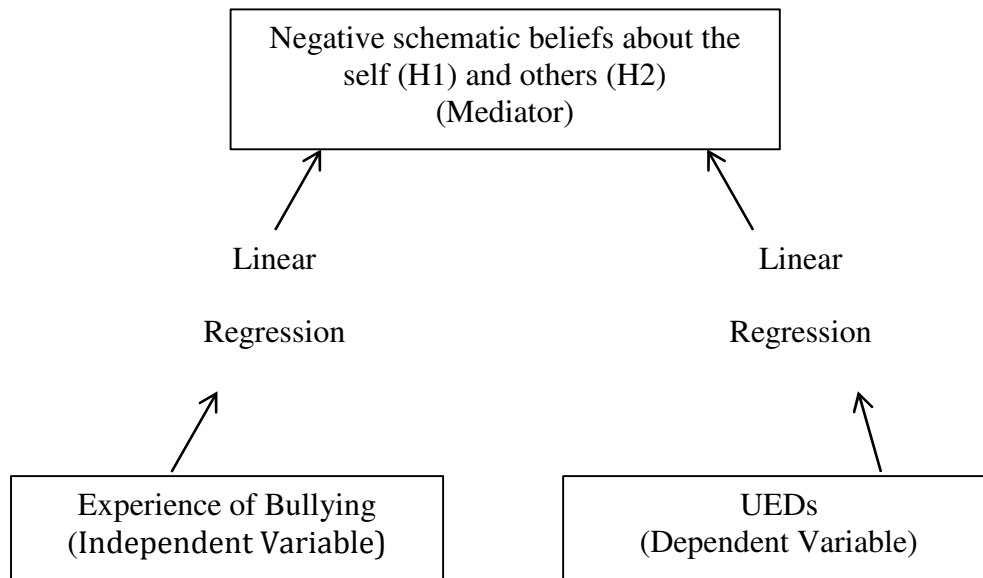 Negative schematic beliefs about the
self (H1) and others (H2)
(Mediator)
Linear
Regression
Linear
Regression
Experience of Bullying
(Independent Variable)
UEDs
(Dependent Variable)